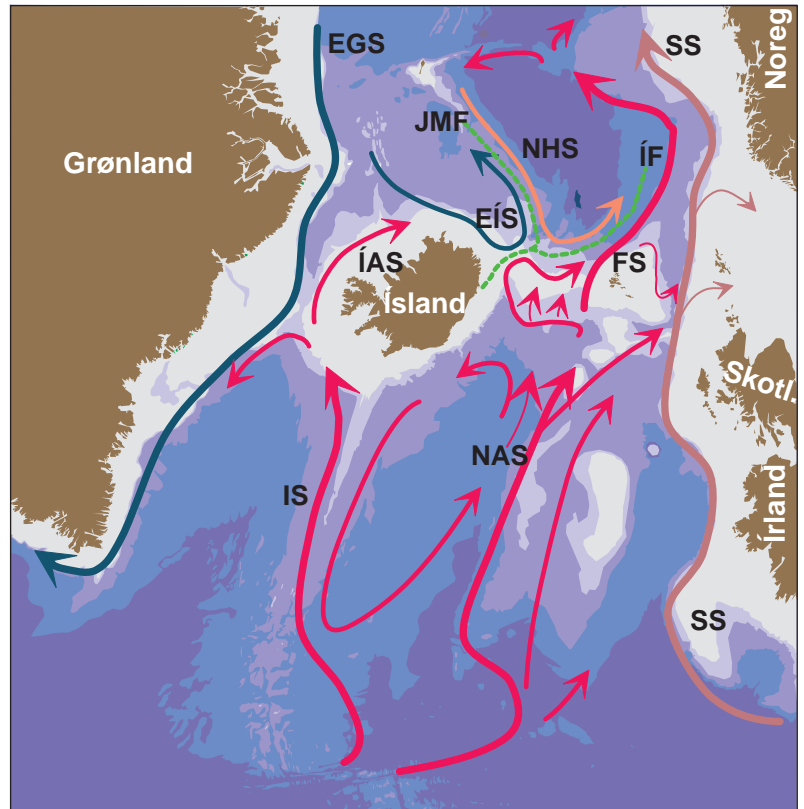 EGS
SS
Noreg
JMF
NHS
ÍF
Grønland
EÍS
ÍAS
FS
Ísland
Skotl.
NAS
IS
Írland
SS